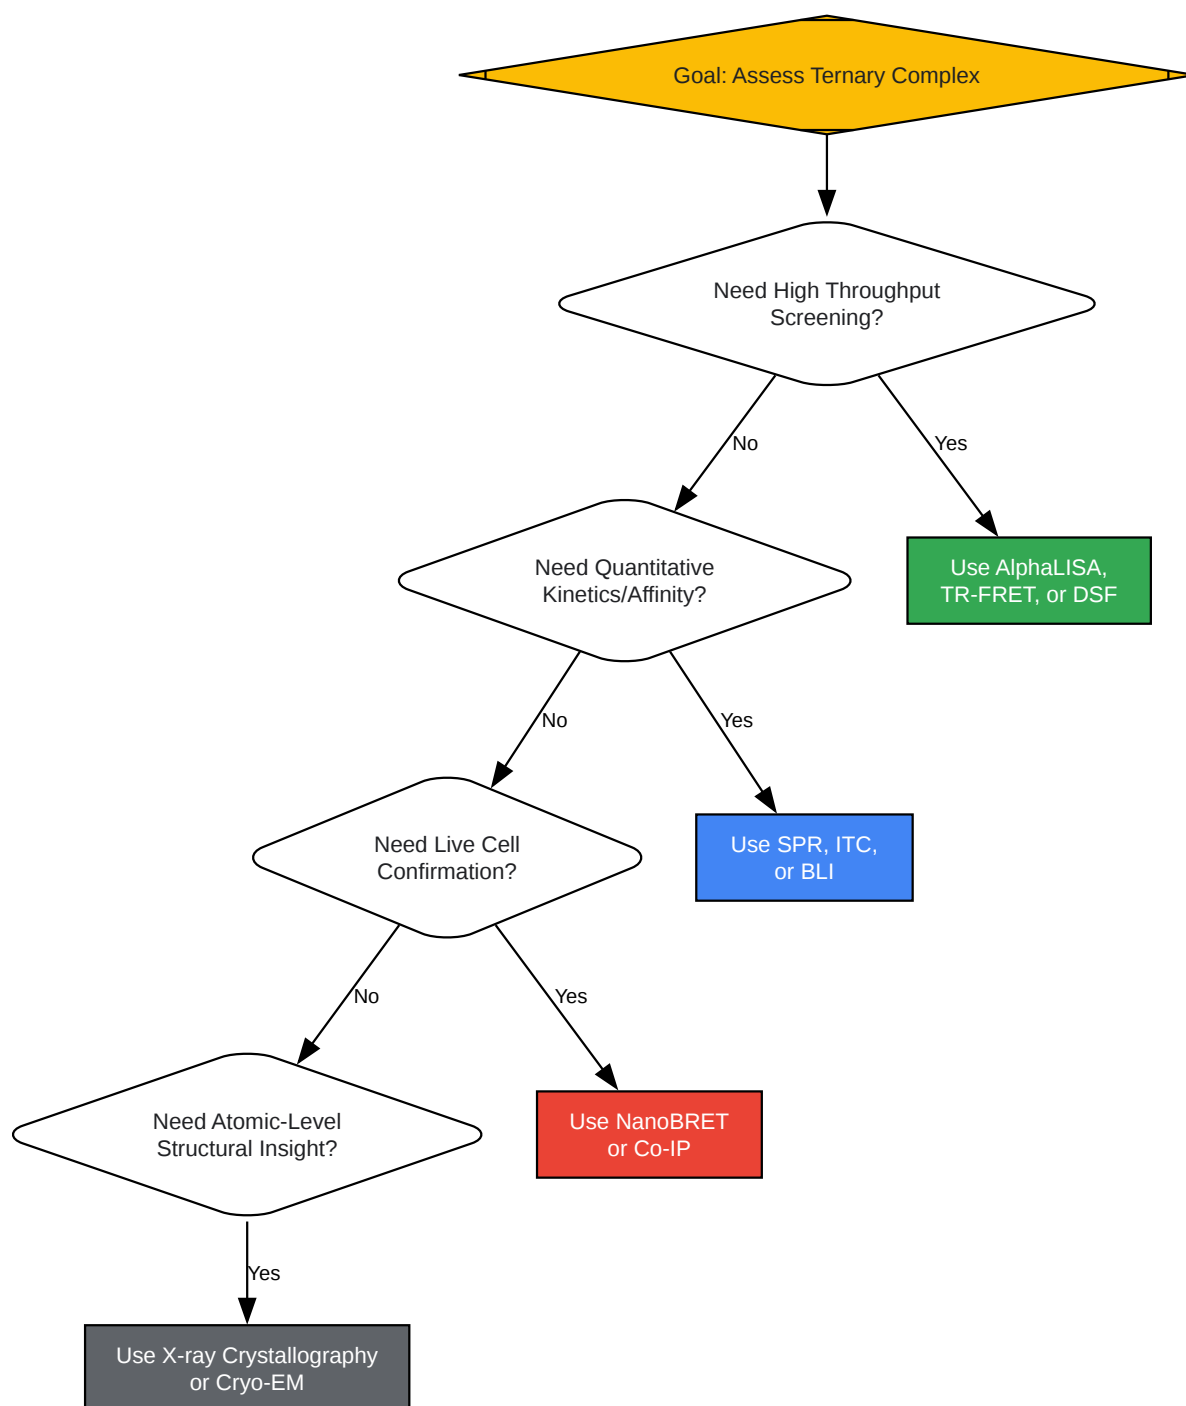 Goal: Assess Ternary Complex
Need High Throughput
Screening?
No
Yes
Need Quantitative
Kinetics/Affinity?
Use AlphaLISA,
TR-FRET, or DSF
No
Yes
Need Live Cell
Confirmation?
Use SPR, ITC,
or BLI
No
Yes
Need Atomic-Level
Structural Insight?
Use NanoBRET
or Co-IP
Yes
Use X-ray Crystallography
or Cryo-EM